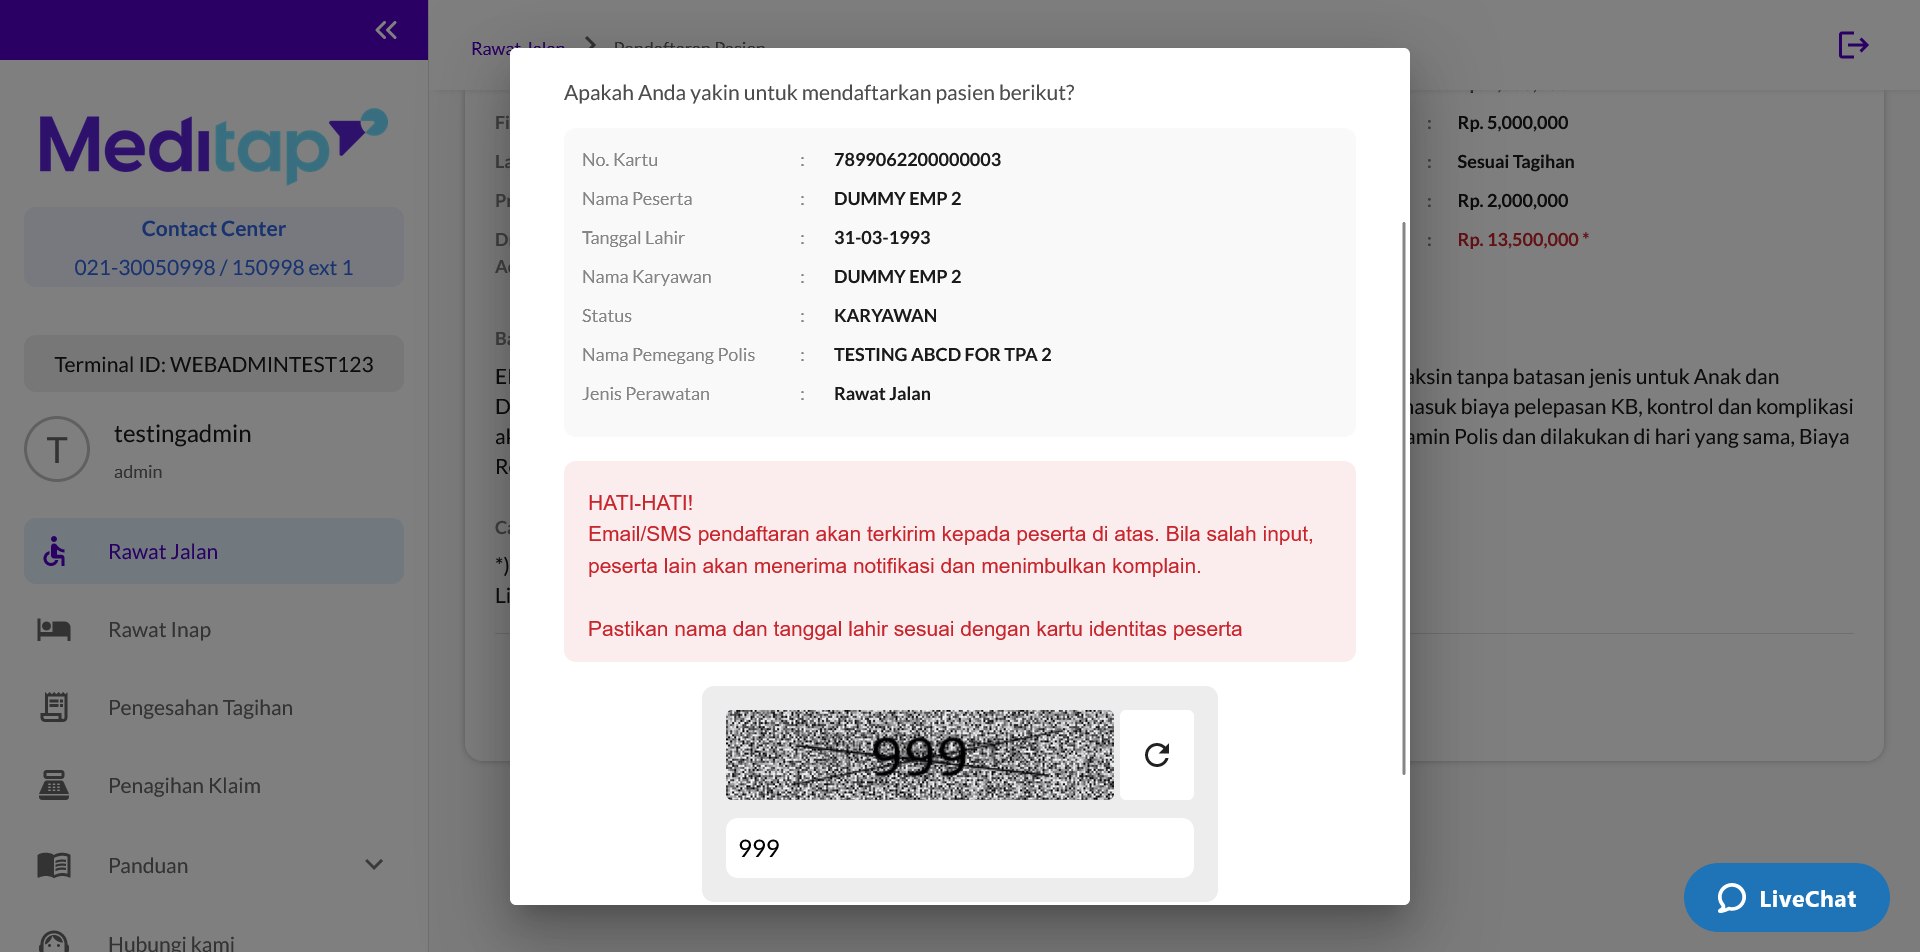 Rawat Jalan
Pendaftaran Pasien
Meditap
Contact Center
021-30050998 / 150998 ext 1
Terminal ID: WEBADMINTEST123
T
testingadmin
admin
Rawat Jalan
Rawat Inap
Pengesahan Tagihan
Penagihan Klaim
Panduan
Hubungi kami
Apakah Anda yakin untuk mendaftarkan pasien berikut?
No. Kartu : 7899062200000003
Nama Peserta : DUMMY EMP 2
Tanggal Lahir : 31-03-1993
Nama Karyawan : DUMMY EMP 2
Status : KARYAWAN
Nama Pemegang Polis : TESTING ABCD FOR TPA 2
Jenis Perawatan : Rawat Jalan
HATI-HATI!
Email/SMS pendaftaran akan terkirim kepada peserta di atas. Bila salah input,
peserta lain akan menerima notifikasi dan menimbulkan komplain.
Pastikan nama dan tanggal lahir sesuai dengan kartu identitas peserta
999
999
: Rp. 5,000,000
: Sesuai Tagihan
: Rp. 2,000,000
: Rp. 13,500,000 *
tanpa batasan jenis untuk Anak dan
biaya pelepasan KB, kontrol dan komplikasi
Polis dan dilakukan di hari yang sama, Biaya
LiveChat